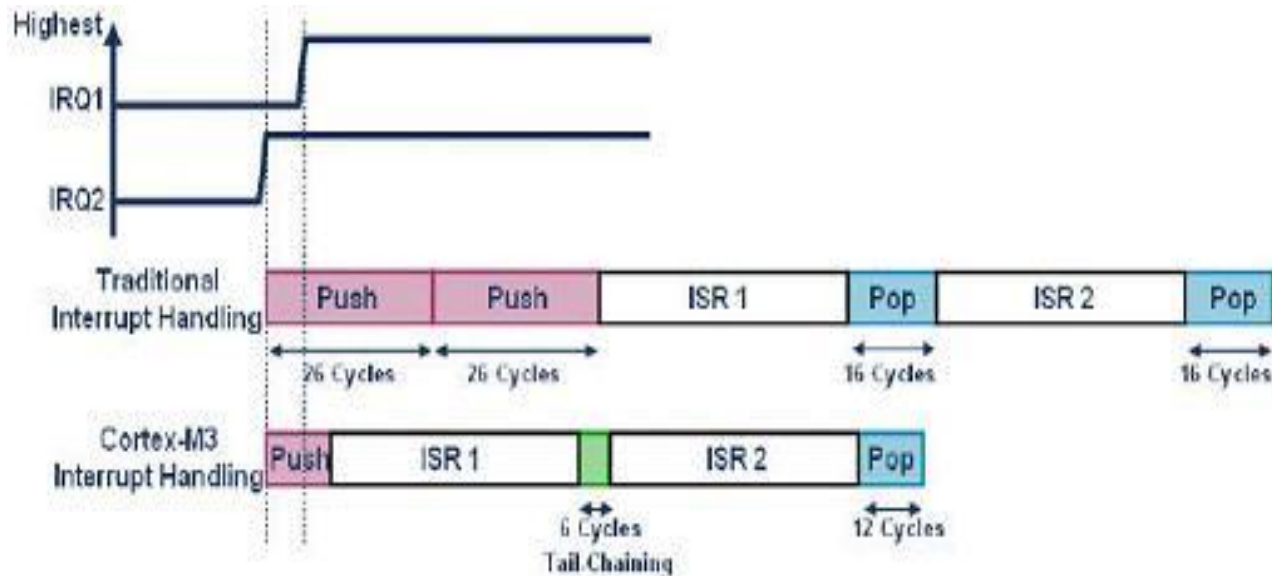 Highest
IRQ1
IRQ2
Traditional
Interrupt Handling
Push Push ISR 1 Pop ISR 2 Pop
26 Cycles 26 Cycles 16 Cycles 16 Cycles
Cortex-M3
Interrupt Handling
Push ISR 1 ISR 2 Pop
6 Cycles 12 Cycles
Tail-Chaining